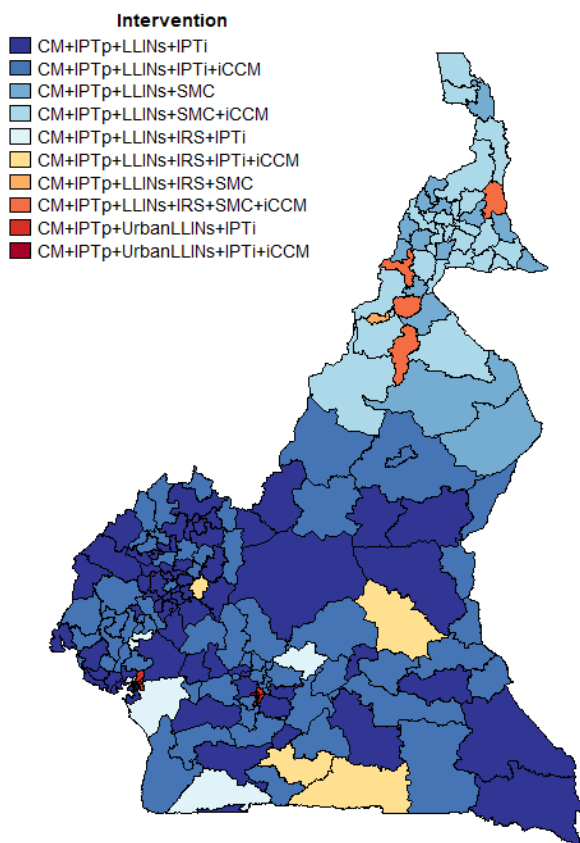 Intervention
CM+IPTp+LLINs+IPTi
CM+IPTp+LLINs+IPTi+iCCM
CM+IPTp+LLINs+SMC
CM+IPTp+LLINs+SMC+iCCM
CM+IPTp+LLINs+IRS+IPTi
CM+IPTp+LLINs+IRS+IPTi+iCCM
CM+IPTp+LLINs+IRS+SMC
CM+IPTp+LLINs+IRS+SMC+iCCM
CM+IPTp+UrbanLLINs+IPTi
CM+IPTp+UrbanLLINs+IPTi+iCCM